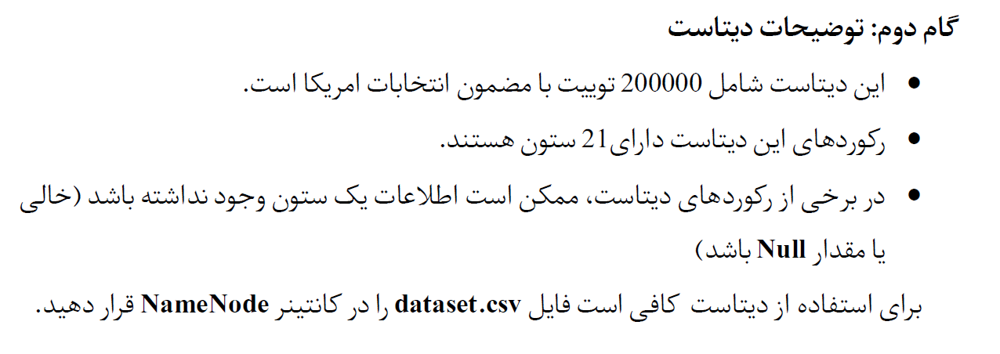 گام دوم: توضیحات دیتاست
• این دیتاست شامل 200000 توییت با مضمون انتخابات امریکا است.
• رکوردهای این دیتاست دارای21 ستون هستند.
• در برخی از رکوردهای دیتاست، ممکن است اطلاعات یک ستون وجود نداشته باشد (خالی
یا مقدار Null باشد)
برای استفاده از دیتاست کافی است فایل dataset.csv را در کانتینر NameNode قرار دهید.